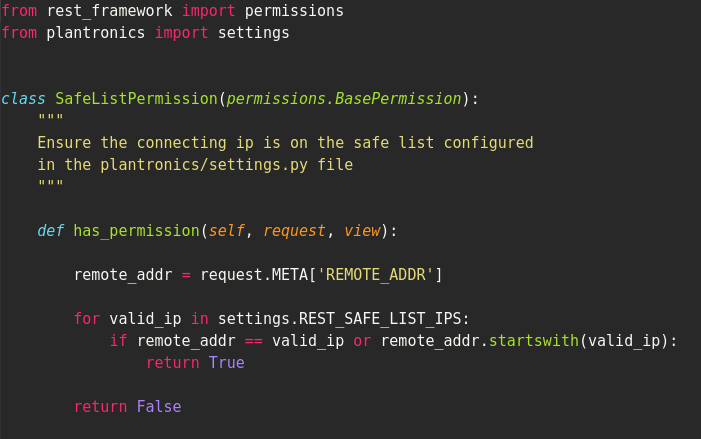 from rest_framework import permissions
from plantronics import settings
class SafeListPermission(permissions.BasePermission):
    """
    Ensure the connecting ip is on the safe list configured
    in the plantronics/settings.py file
    """
    def has_permission(self, request, view):
        remote_addr = request.META['REMOTE_ADDR']
        for valid_ip in settings.REST_SAFE_LIST_IPS:
            if remote_addr == valid_ip or remote_addr.startswith(valid_ip):
                return True
        return False